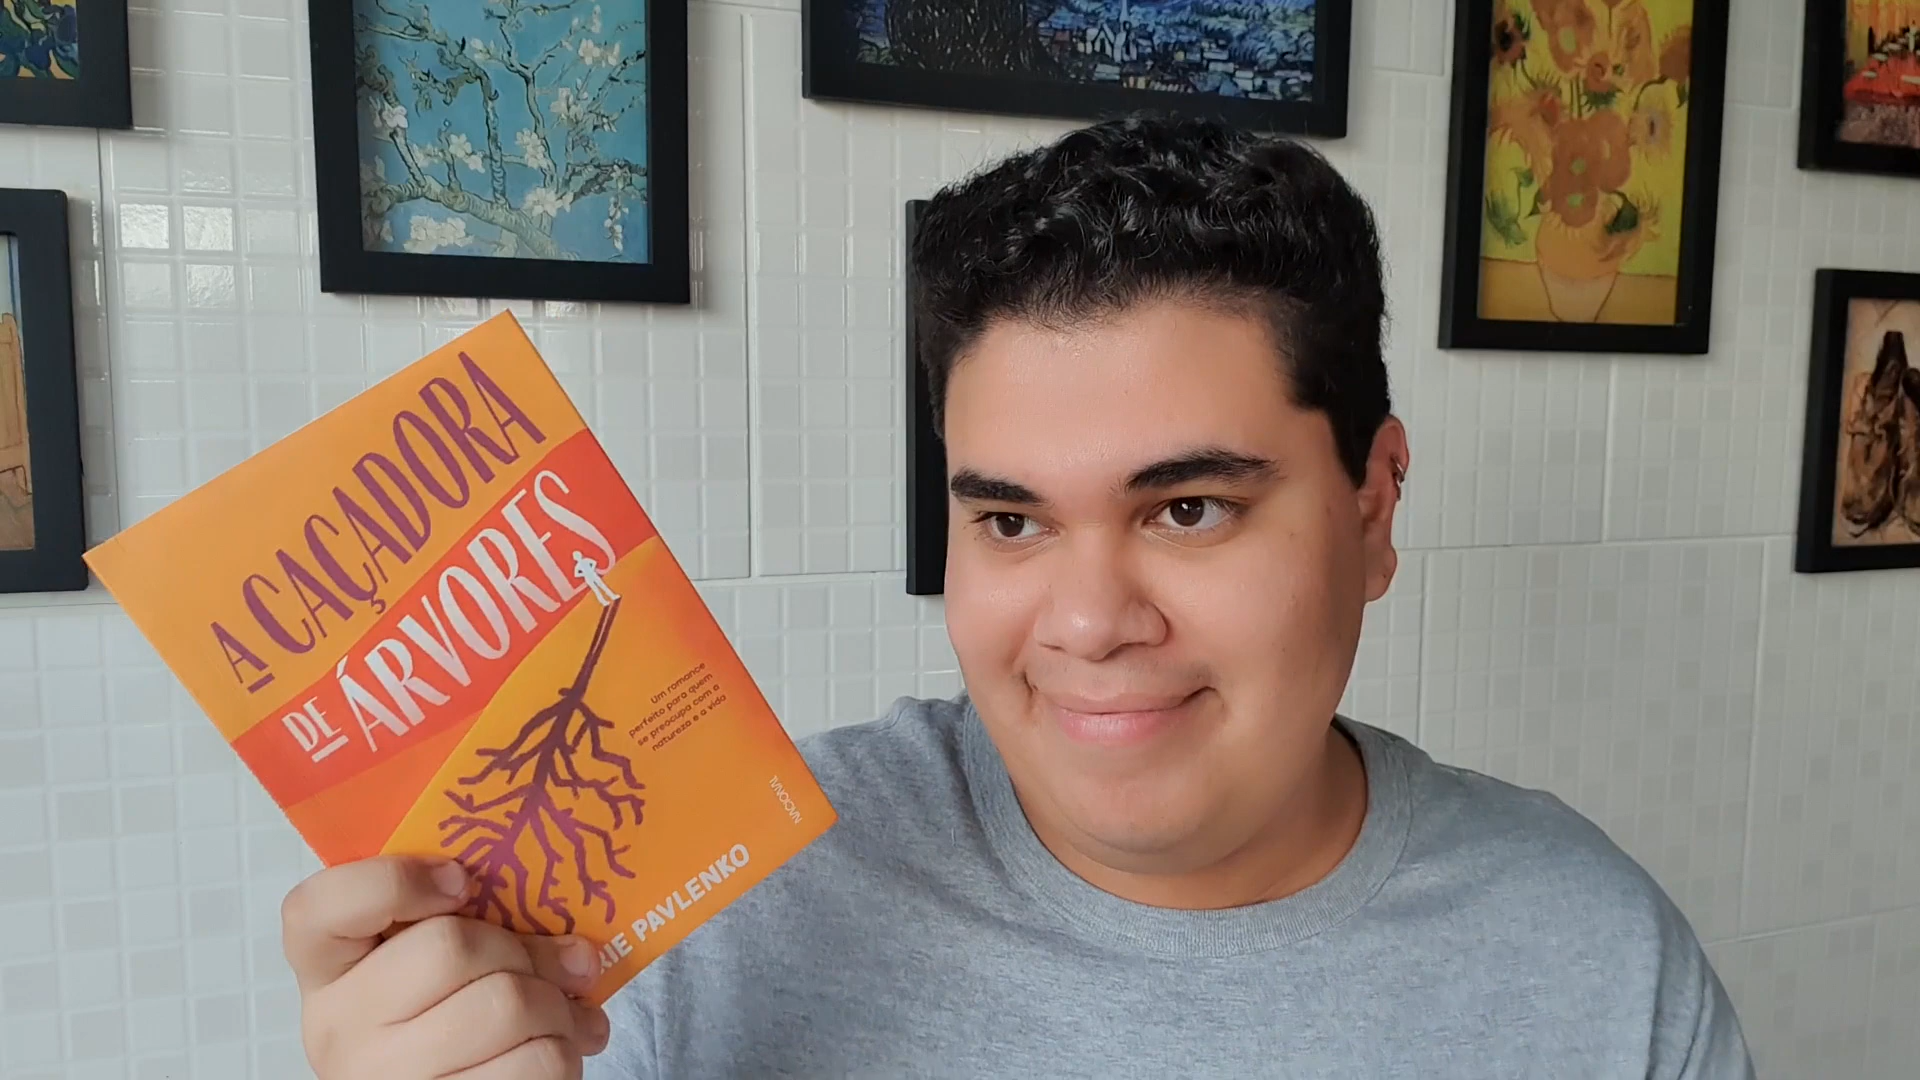 A CAÇADORA
DE ÁRVORES
Um romance
perfeito para quem
se preocupa com a
natureza e a vida
RIE PAVLENKO